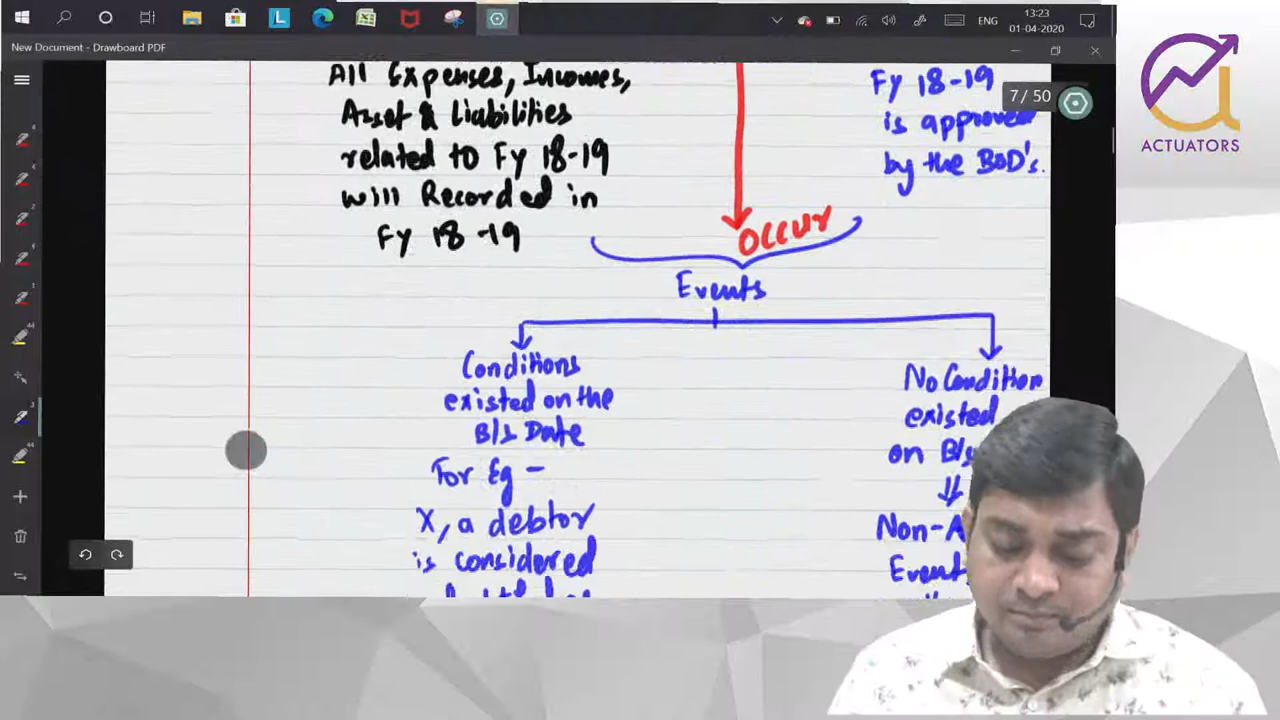 13:23
ENG
01-04-2020
New Document - Drawboard PDF
7 / 50
ACTUATORS
All Expenses, Incomes,
Asset & Liabilities
related to Fy 18-19
will Recorded in
Fy 18-19
Fy 18-19
is approved
by the BOD's.
Occur
Events
Conditions
existed on the
B/s Date
For Eg -
X, a debtor
is considered
No Condition
existed
on B/s
Non-A
Event